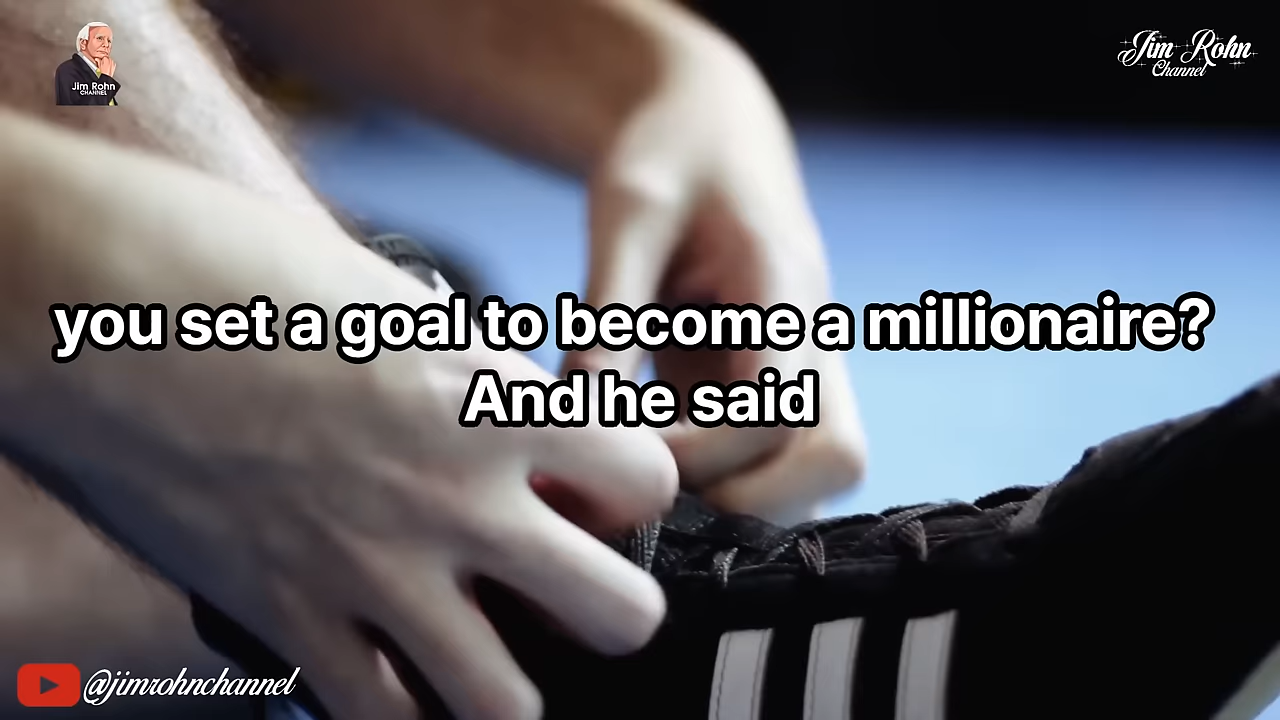 Jim Rohn
CHANNEL
Jim Rohn
Channel
you set a goal to become a millionaire?
And he said
@jimrohnchannel